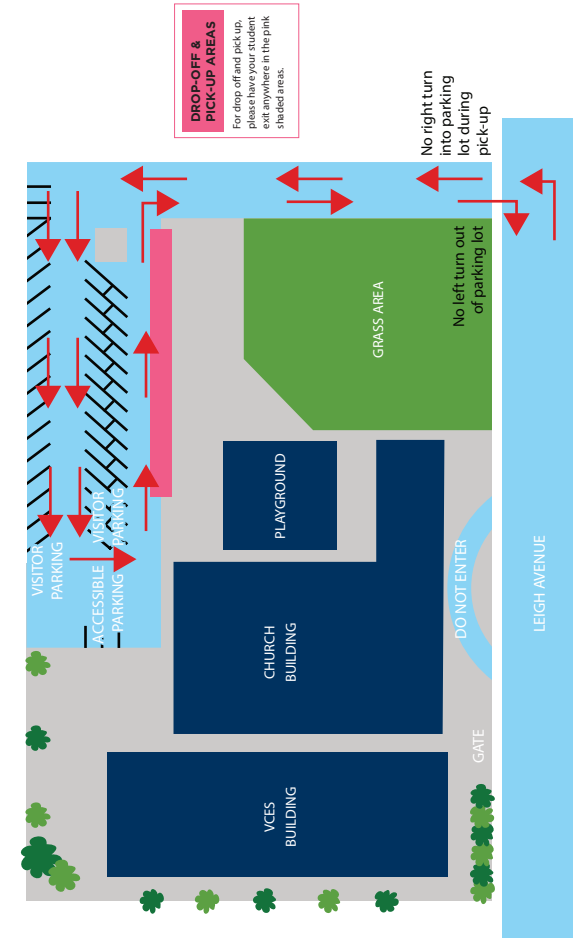 DROP-OFF &
PICK-UP AREAS
For drop off and pick up,
please have your student
exit anywhere in the pink
shaded areas.
No right turn
into parking
lot during
pick-up
No left turn out
of parking lot
GRASS AREA
PLAYGROUND
VISITOR
PARKING
VISITOR
PARKING
ACCESSIBLE
PARKING
CHURCH
BUILDING
DO NOT ENTER
LEIGH AVENUE
GATE
VCES
BUILDING